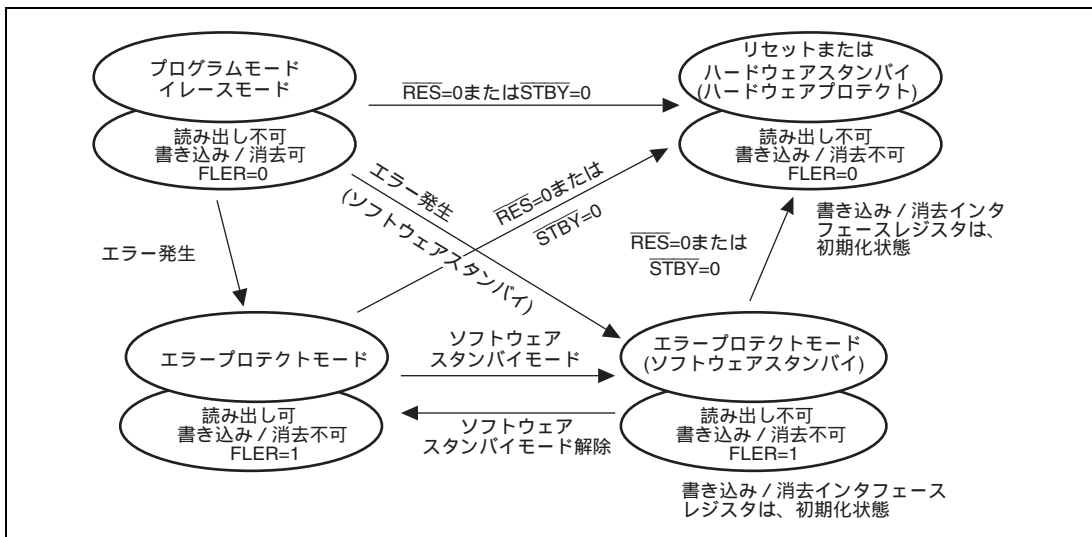 プログラムモード
イレースモード
読み出し不可
書き込み / 消去可
FLER=0
RES=0またはSTBY=0
リセットまたは
ハードウェアスタンバイ
(ハードウェアプロテクト)
読み出し不可
書き込み / 消去不可
FLER=0
書き込み / 消去インタ
フェースレジスタは、
初期化状態
エラー発生
エラー発生
(ソフトウェアスタンバイ)
RES=0または
STBY=0
RES=0または
STBY=0
エラープロテクトモード
読み出し可
書き込み / 消去不可
FLER=1
ソフトウェア
スタンバイモード
ソフトウェア
スタンバイモード解除
エラープロテクトモード
(ソフトウェアスタンバイ)
読み出し不可
書き込み / 消去不可
FLER=1
書き込み / 消去インタフェース
レジスタは、初期化状態